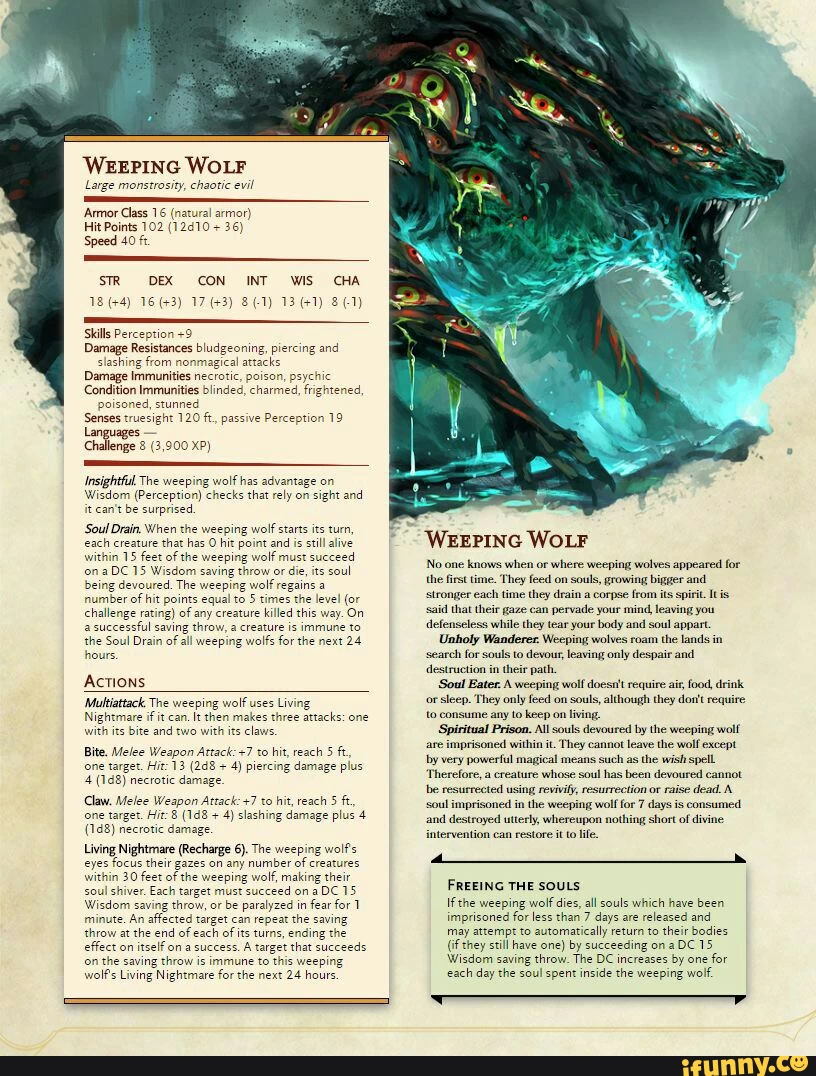 WEEPING WOLF
Large monstrosity, chaotic evil
Armor Class 16 (natural armor)
Hit Points 102 (12d10 + 36)
Speed 40 ft.
STR DEX CON INT WIS CHA
18 (+4) 16 (+3) 17 (+3) 8 (-1) 13 (+1) 8 (-1)
Skills Perception +9
Damage Resistances bludgeoning, piercing and
slashing from nonmagical attacks
Damage Immunities necrotic, poison, psychic
Condition Immunities blinded, charmed, frightened,
poisoned, stunned
Senses truesight 120 ft., passive Perception 19
Languages —
Challenge 8 (3,900 XP)
Insightful. The weeping wolf has advantage on
Wisdom (Perception) checks that rely on sight and
it can't be surprised.
Soul Drain. When the weeping wolf starts its turn,
each creature that has 0 hit point and is still alive
within 15 feet of the weeping wolf must succeed
on a DC 15 Wisdom saving throw or die, its soul
being devoured. The weeping wolf regains a
number of hit points equal to 5 times the level (or
challenge rating) of any creature killed this way. On
a successful saving throw, a creature is immune to
the Soul Drain of all weeping wolfs for the next 24
hours.
ACTIONS
Multiattack. The weeping wolf uses Living
Nightmare if it can. It then makes three attacks: one
with its bite and two with its claws.
Bite. Melee Weapon Attack: +7 to hit, reach 5 ft.,
one target. Hit: 13 (2d8 + 4) piercing damage plus
4 (1d8) necrotic damage.
Claw. Melee Weapon Attack: +7 to hit, reach 5 ft.,
one target. Hit: 8 (1d8 + 4) slashing damage plus 4
(1d8) necrotic damage.
Living Nightmare (Recharge 6). The weeping wolf's
eyes focus their gazes on any number of creatures
within 30 feet of the weeping wolf, making their
soul shiver. Each target must succeed on a DC 15
Wisdom saving throw, or be paralyzed in fear for 1
minute. An affected target can repeat the saving
throw at the end of each of its turns, ending the
effect on itself on a success. A target that succeeds
on the saving throw is immune to this weeping
wolf's Living Nightmare for the next 24 hours.
WEEPING WOLF
No one knows when or where weeping wolves appeared for
the first time. They feed on souls, growing bigger and
stronger each time they drain a corpse from its spirit. It is
said that their gaze can pervade your mind, leaving you
defenseless while they tear your body and soul appart.
Unholy Wanderer. Weeping wolves roam the lands in
search for souls to devour, leaving only despair and
destruction in their path.
Soul Eater. A weeping wolf doesn't require air, food, drink
or sleep. They only feed on souls, although they don't require
to consume any to keep on living.
Spiritual Prison. All souls devoured by the weeping wolf
are imprisoned within it. They cannot leave the wolf except
by very powerful magical means such as the wish spell.
Therefore, a creature whose soul has been devoured cannot
be resurrected using revivify, resurrection or raise dead. A
soul imprisoned in the weeping wolf for 7 days is consumed
and destroyed utterly, whereupon nothing short of divine
intervention can restore it to life.
FREEING THE SOULS
If the weeping wolf dies, all souls which have been
imprisoned for less than 7 days are released and
may attempt to automatically return to their bodies
(if they still have one) by succeeding on a DC 15
Wisdom saving throw. The DC increases by one for
each day the soul spent inside the weeping wolf.
ifunny.co